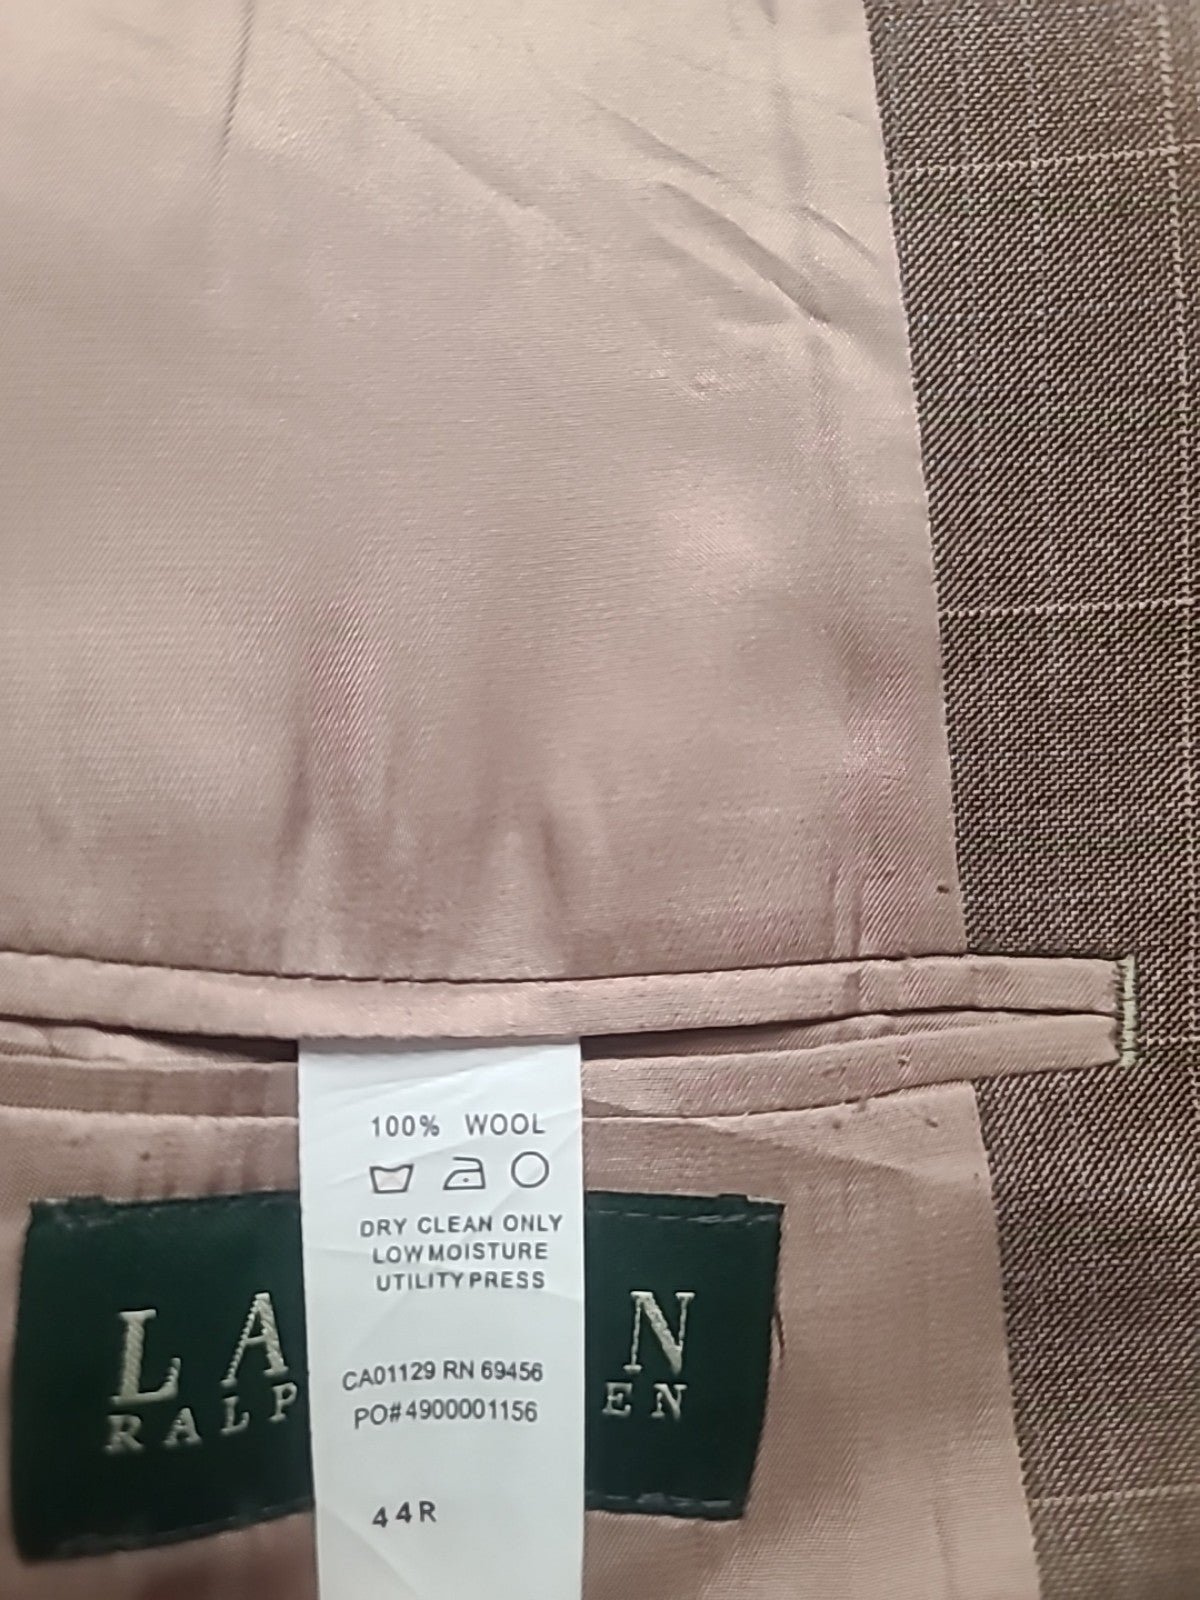 100% WOOL
DRY CLEAN ONLY
LOW MOISTURE
UTILITY PRESS
CA01129 RN 69456
PO# 4900001156
44R
LA N
RALP EN